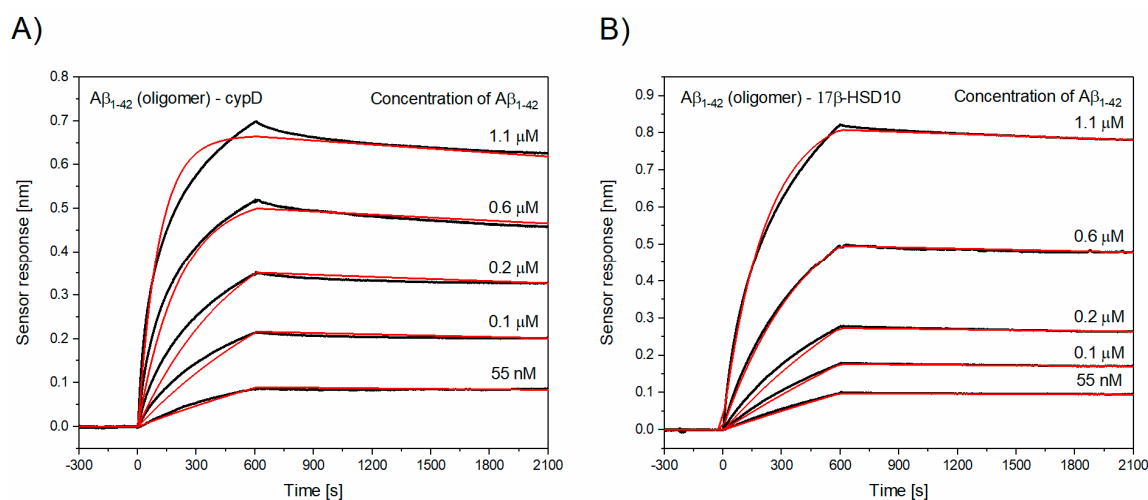 A)
B)
Aβ1-42 (oligomer) - cypD
Concentration of Aβ1-42
1.1 μM
0.6 μM
0.2 μM
0.1 μM
55 nM
0.8
0.7
0.6
0.5
0.4
0.3
0.2
0.1
0.0
Sensor response [nm]
-300
0
300
600
900
1200
1500
1800
2100
Time [s]
Aβ1-42 (oligomer) - 17β-HSD10
Concentration of Aβ1-42
1.1 μM
0.6 μM
0.2 μM
0.1 μM
55 nM
0.9
0.8
0.7
0.6
0.5
0.4
0.3
0.2
0.1
0.0
Sensor response [nm]
-300
0
300
600
900
1200
1500
1800
2100
Time [s]